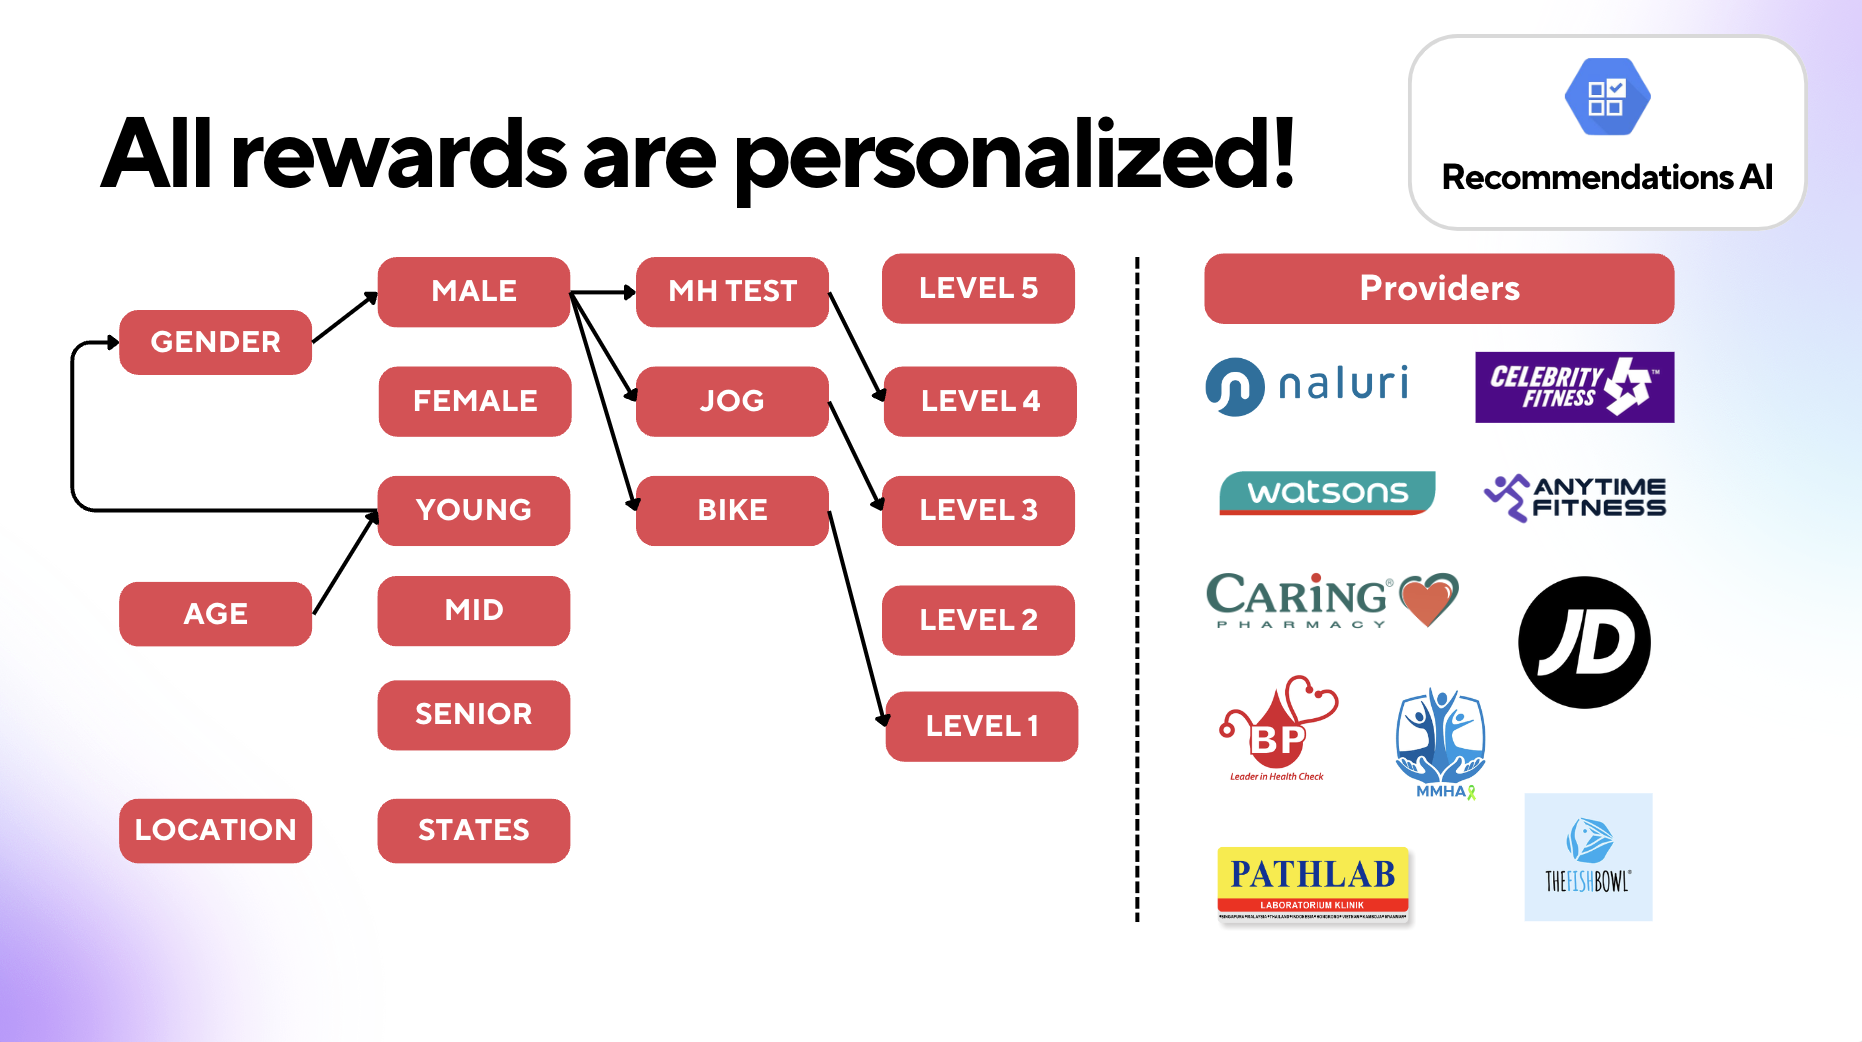 All rewards are personalized!
Recommendations AI
GENDER
AGE
LOCATION
MALE
FEMALE
YOUNG
MID
SENIOR
STATES
MH TEST
JOG
BIKE
LEVEL 5
LEVEL 4
LEVEL 3
LEVEL 2
LEVEL 1
Providers
naluri
CELEBRITY
FITNESS™
watsons
ANYTIME
FITNESS
CARiNG®
PHARMACY
JD
BP
Leader in Health Check
MMHA
PATHLAB
LABORATORIUM KLINIK
THEFISHBOWL®